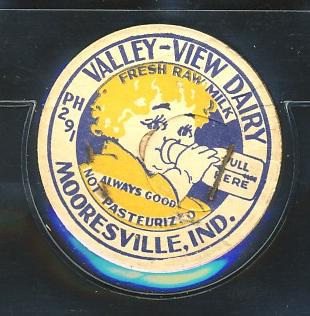 VALLEY-VIEW DAIRY
FRESH RAW MILK
PH
291
PULL
HERE
ALWAYS GOOD
NOT PASTEURIZED
MOORESVILLE, IND.